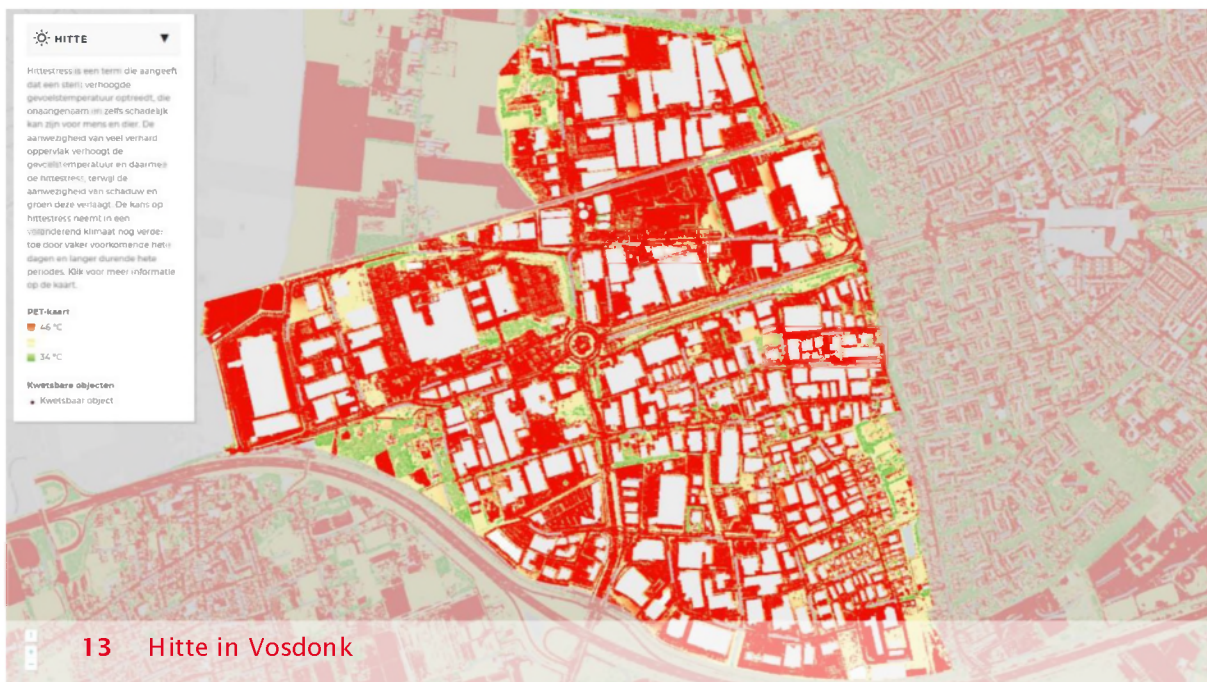 HITTE
Hittestress is een term die aangeeft
dat een sterk verhoogde
gevoelstemperatuur optreedt, die
onaangenaam en zelfs schadelijk
kan zijn voor mens en dier. De
aanwezigheid van veel verhard
oppervlak verhoogt de
gevoelstemperatuur en daarmee
de hittestress, terwijl de
aanwezigheid van schaduw en
groen deze verlaagt. De kans op
hittestress neemt in een
veranderend klimaat nog verder
toe door vaker voorkomende hete
dagen en langer durende hete
periodes. Klik voor meer informatie
op de kaart.
PET-kaart
46 °C
34 °C
Kwetsbare objecten
Kwetsbaar object
13 Hitte in Vosdonk